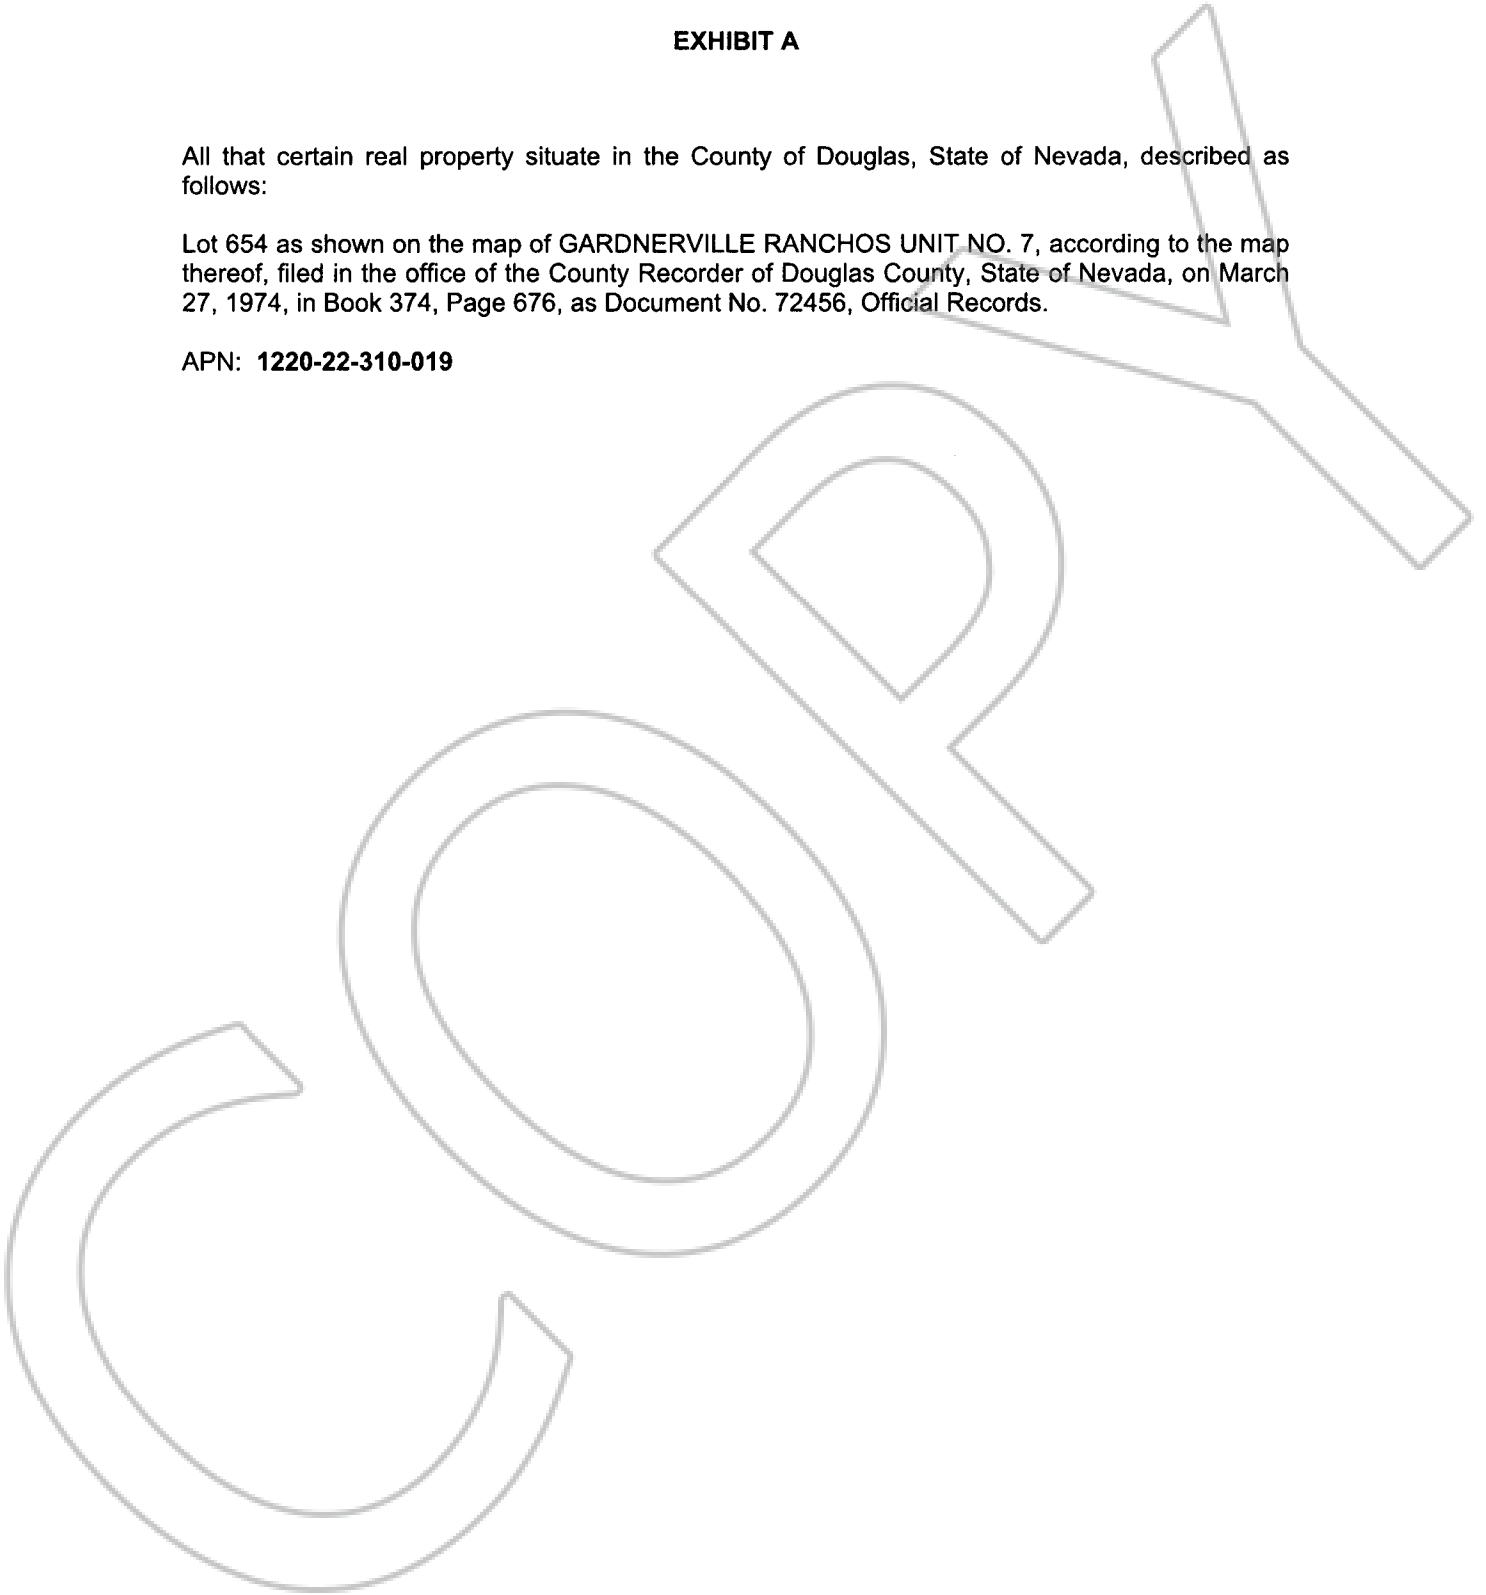 EXHIBIT A
All that certain real property situate in the County of Douglas, State of Nevada, described as
follows:
Lot 654 as shown on the map of GARDNERVILLE RANCHOS UNIT NO. 7, according to the map
thereof, filed in the office of the County Recorder of Douglas County, State of Nevada, on March
27, 1974, in Book 374, Page 676, as Document No. 72456, Official Records.
APN: 1220-22-310-019
COPY